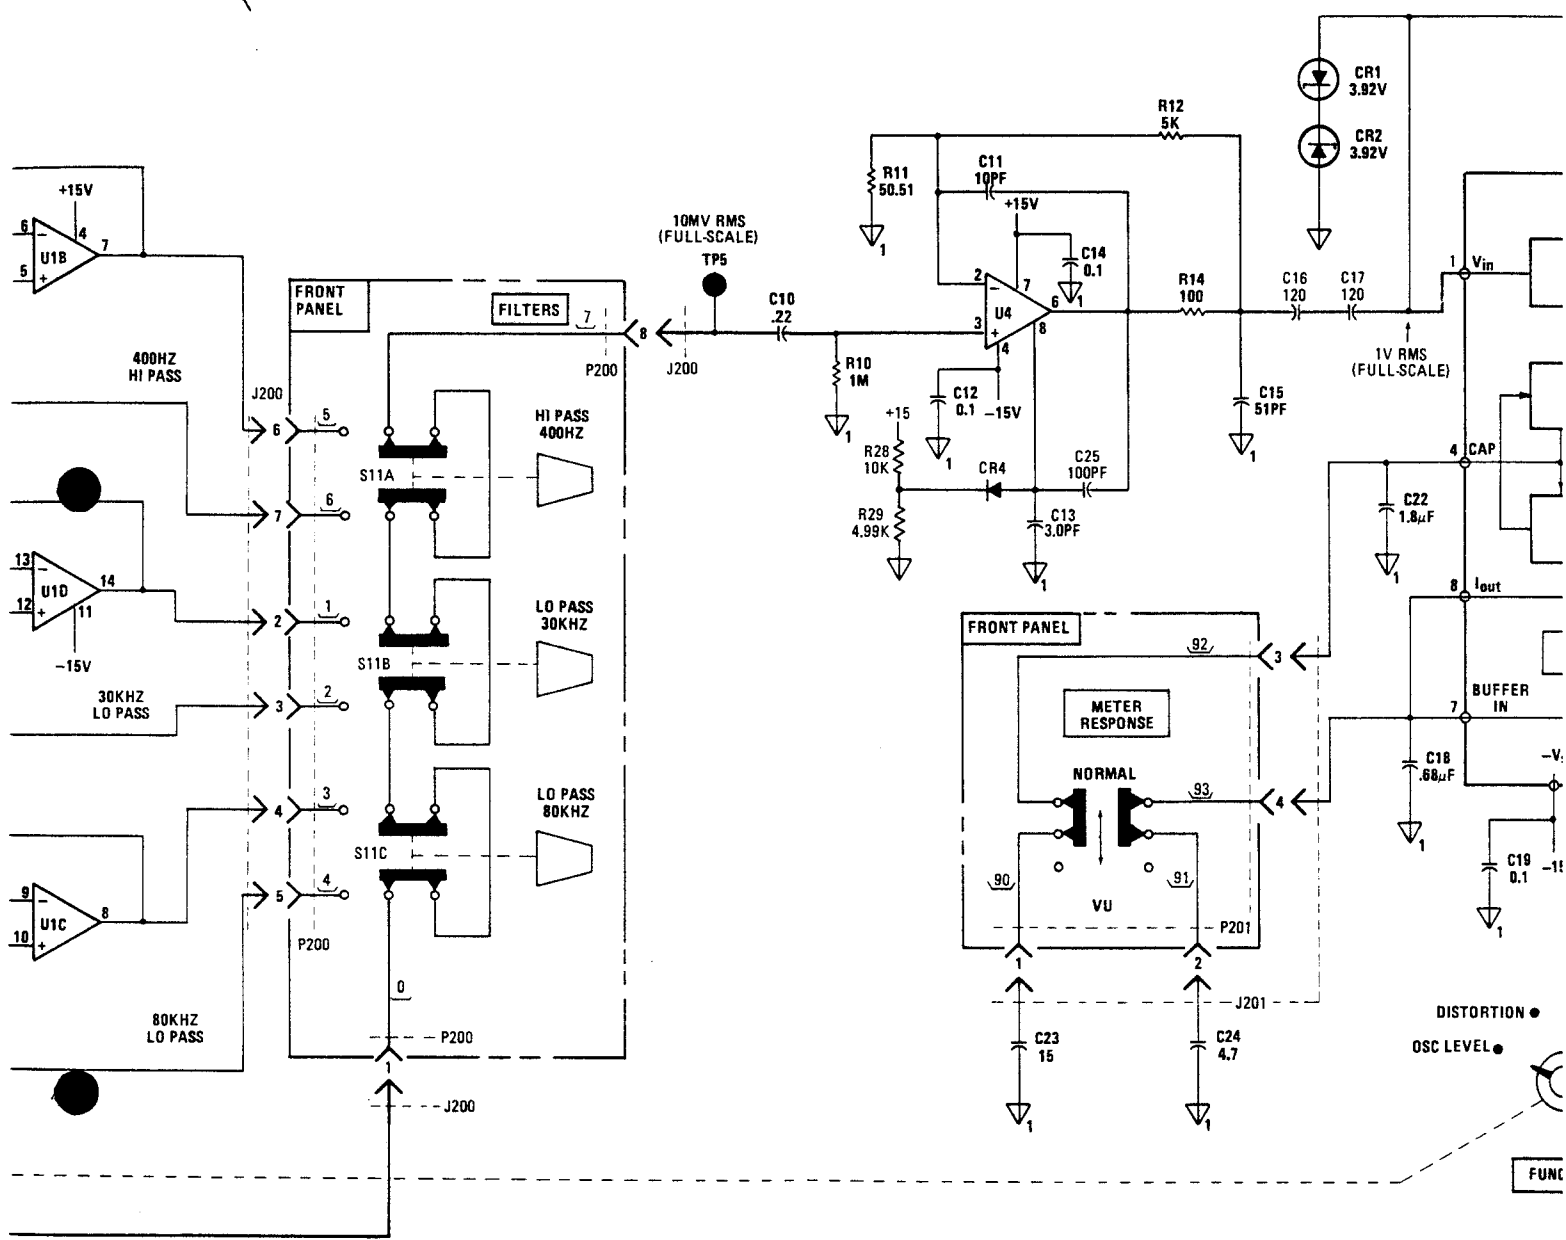 CR1
3.92V
CR2
3.92V
R12
5K
C11
10PF
R11
50.51
1
+15V
+15V
6
−
4
7
U1B
5
+
10MV RMS
(FULL-SCALE)
TP5
C14
0.1
1
2
−
7
U4
6
3
+
8
4
R14
100
C16
120
C17
120
1
Vin
1V RMS
(FULL-SCALE)
FRONT
PANEL
FILTERS
7
8
P200
J200
C10
.22
R10
1M
1
C12
0.1
1
−15V
C15
51PF
1
400HZ
HI PASS
J200
6
5
HI PASS
400HZ
S11A
7
6
+15
R28
10K
CR4
C25
100PF
R29
4.99K
C13
3.0PF
1
4
CAP
C22
1.8µF
1
13
−
14
U1D
12
+
11
−15V
2
1
LO PASS
30KHZ
S11B
3
2
30KHZ
LO PASS
8
Iout
FRONT PANEL
92
3
METER
RESPONSE
BUFFER
IN
7
C18
.68µF
1
NORMAL
93
4
90
91
VU
P201
1
2
J201
C23
15
1
C24
4.7
1
−V
C19
0.1
1
4
3
LO PASS
80KHZ
S11C
5
4
9
−
8
U1C
10
+
P200
0
80KHZ
LO PASS
P200
1
J200
DISTORTION
OSC LEVEL